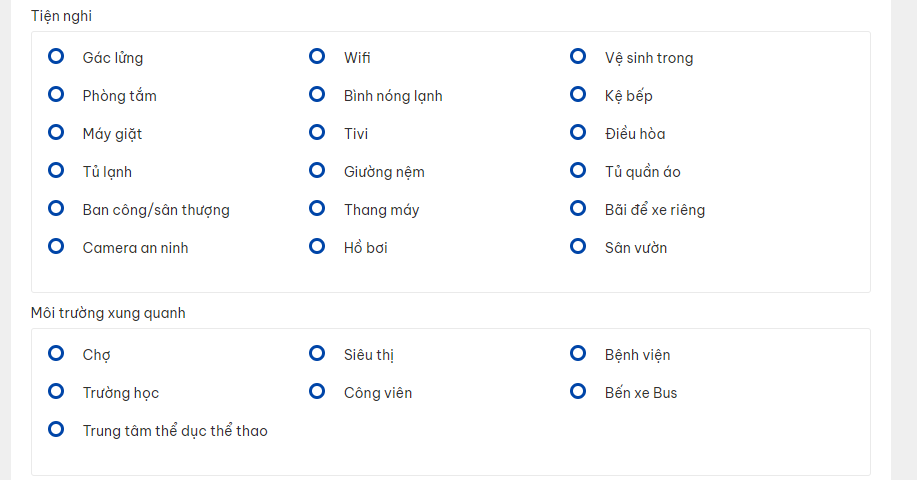 Tiện nghi
Gác lửng Wifi Vệ sinh trong
Phòng tắm Bình nóng lạnh Kệ bếp
Máy giặt Tivi Điều hòa
Tủ lạnh Giường nệm Tủ quần áo
Ban công/sân thượng Thang máy Bãi để xe riêng
Camera an ninh Hồ bơi Sân vườn
Môi trường xung quanh
Chợ Siêu thị Bệnh viện
Trường học Công viên Bến xe Bus
Trung tâm thể dục thể thao